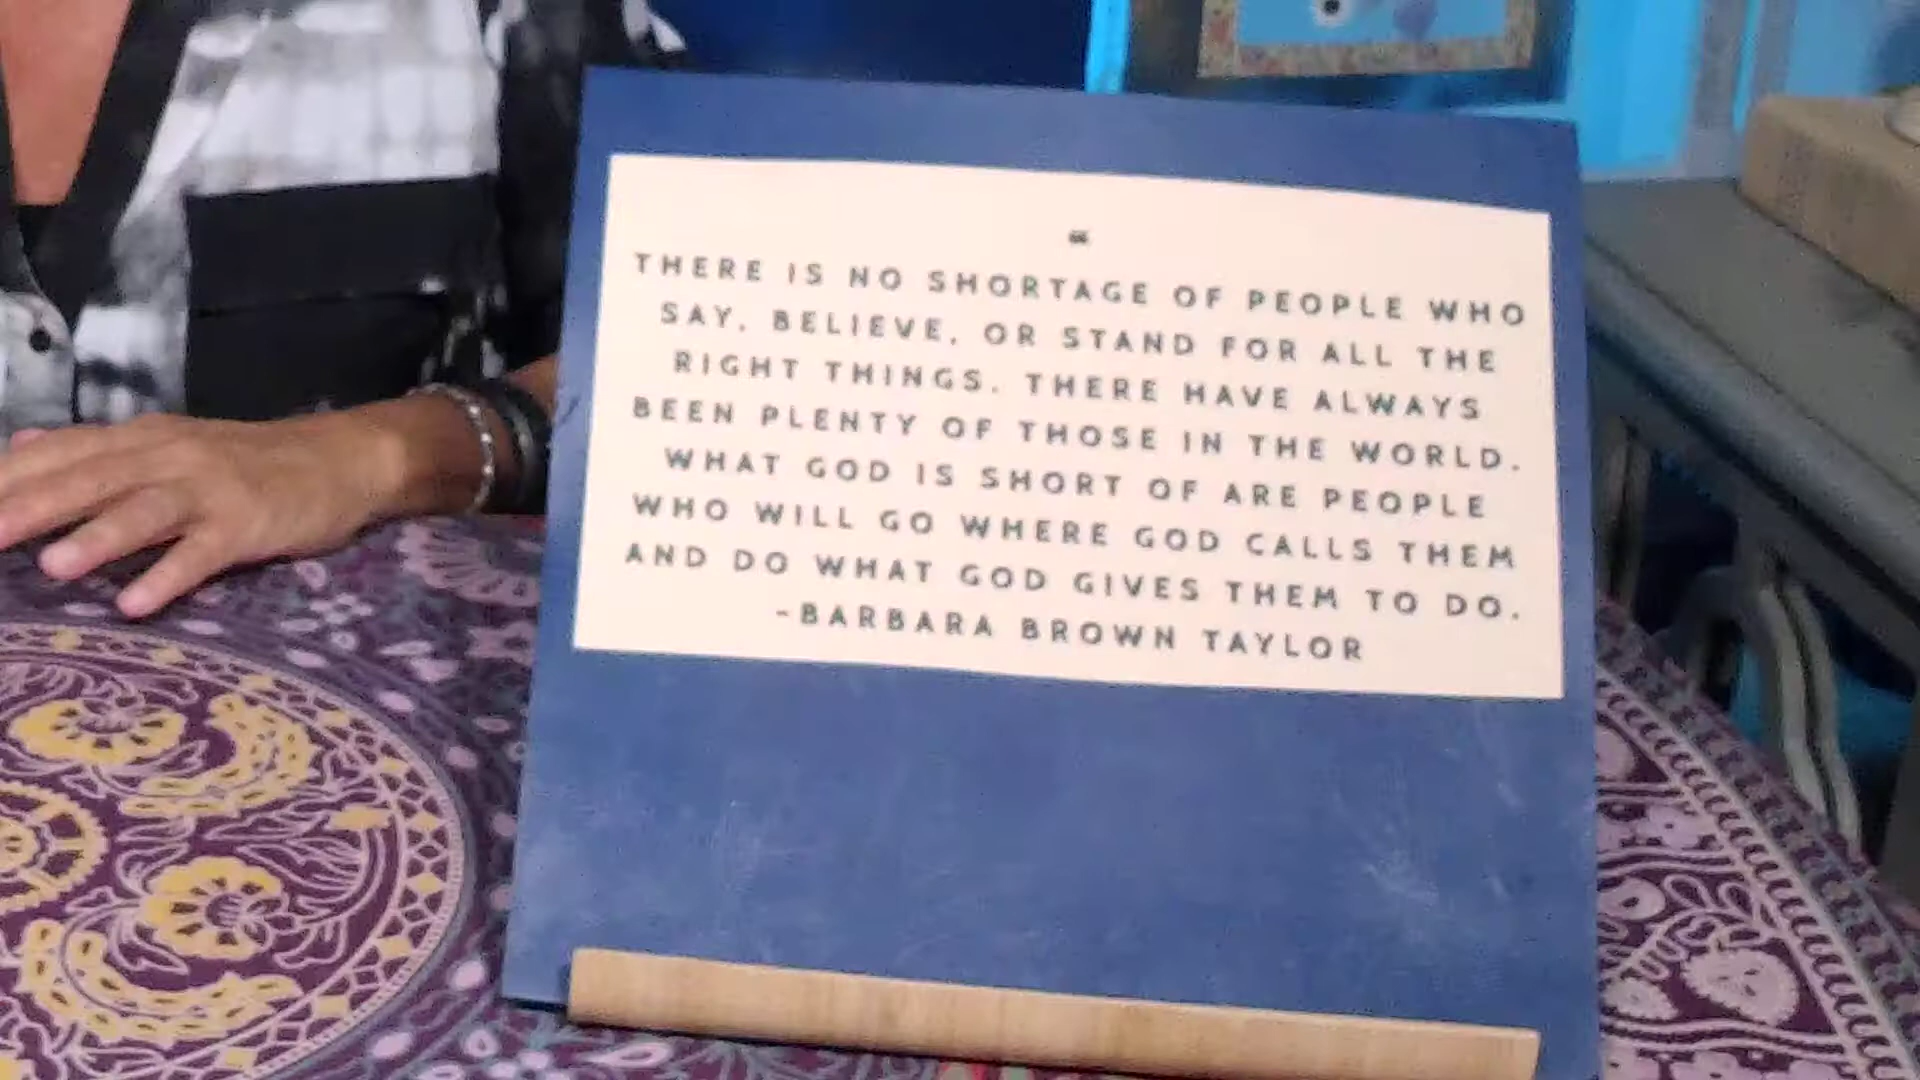 “
THERE IS NO SHORTAGE OF PEOPLE WHO
SAY, BELIEVE, OR STAND FOR ALL THE
RIGHT THINGS. THERE HAVE ALWAYS
BEEN PLENTY OF THOSE IN THE WORLD.
WHAT GOD IS SHORT OF ARE PEOPLE
WHO WILL GO WHERE GOD CALLS THEM
AND DO WHAT GOD GIVES THEM TO DO.
-BARBARA BROWN TAYLOR